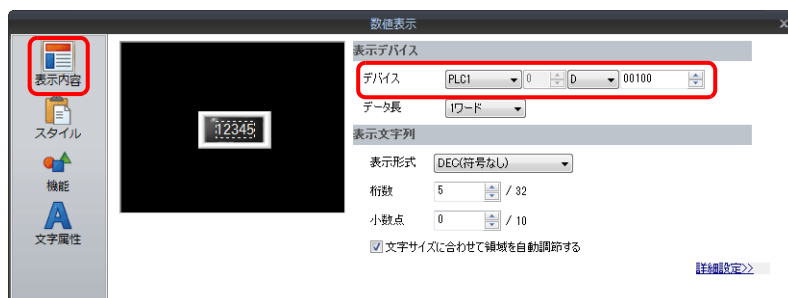 数値表示 x
表示内容
スタイル
機能
文字属性
12345
表示デバイス
デバイス PLC1 0 D 00100
データ長 1ワード
表示文字列
表示形式 DEC(符号なし)
桁数 5 / 32
小数点 0 / 10
文字サイズに合わせて領域を自動調節する
詳細設定>>